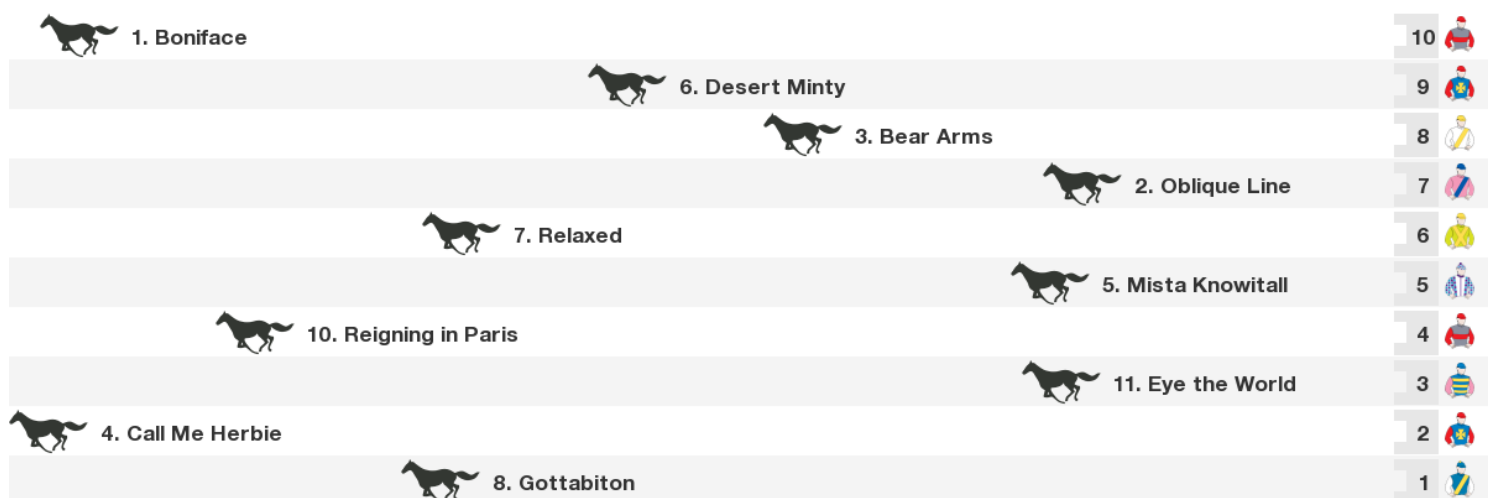 1. Boniface 10
6. Desert Minty 9
3. Bear Arms 8
2. Oblique Line 7
7. Relaxed 6
5. Mista Knowitall 5
10. Reigning in Paris 4
11. Eye the World 3
4. Call Me Herbie 2
8. Gottabiton 1